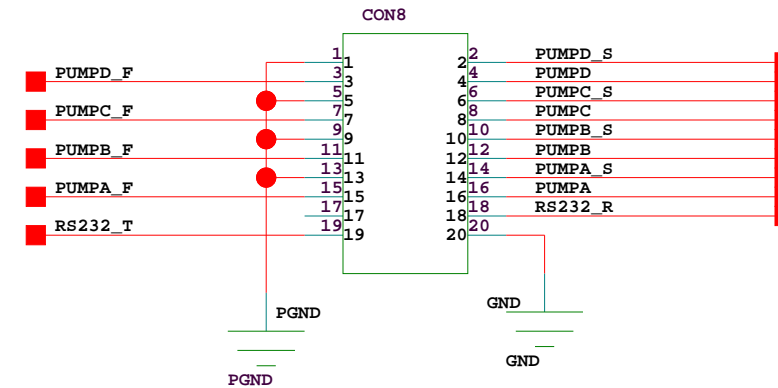 CON8
1 1 2 2 PUMPD_S
PUMPD_F 3 3 4 4 PUMPD
5 5 6 6 PUMPC_S
PUMPC_F 7 7 8 8 PUMPC
9 9 10 10 PUMPB_S
PUMPB_F 11 11 12 12 PUMPB
13 13 14 14 PUMPA_S
PUMPA_F 15 15 16 16 PUMPA
17 17 18 18 RS232_R
RS232_T 19 19 20 20
PGND GND
PGND GND